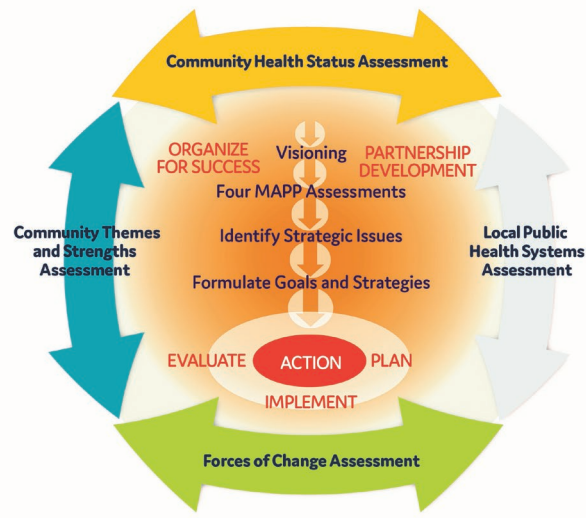 Community Health Status Assessment
ORGANIZE
FOR SUCCESS
Visioning
PARTNERSHIP
DEVELOPMENT
Four MAPP Assessments
Community Themes
and Strengths
Assessment
Identify Strategic Issues
Local Public
Health Systems
Assessment
Formulate Goals and Strategies
EVALUATE
ACTION
PLAN
IMPLEMENT
Forces of Change Assessment